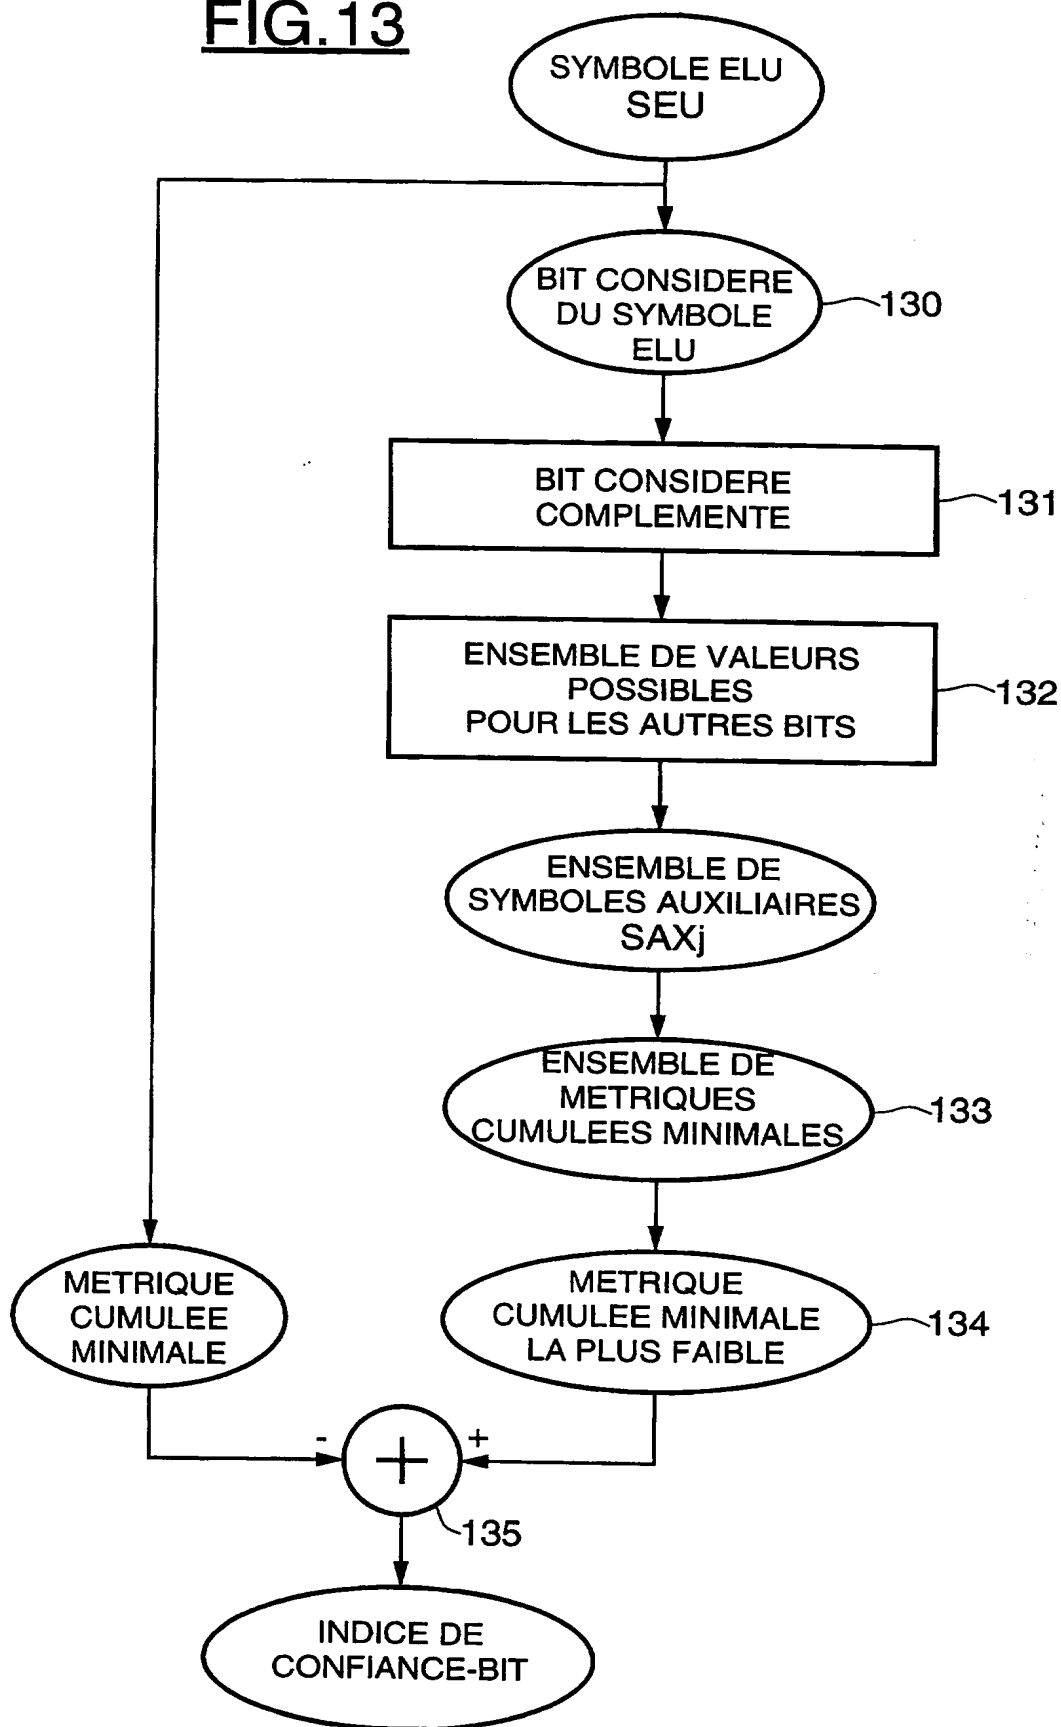 FIG.13
SYMBOLE ELU
SEU
BIT CONSIDERE
DU SYMBOLE
ELU
130
BIT CONSIDERE
COMPLEMENTE
131
ENSEMBLE DE VALEURS
POSSIBLES
POUR LES AUTRES BITS
132
ENSEMBLE DE
SYMBOLES AUXILIAIRES
SAXj
ENSEMBLE DE
METRIQUES
CUMULEES MINIMALES
133
METRIQUE
CUMULEE
MINIMALE
METRIQUE
CUMULEE MINIMALE
LA PLUS FAIBLE
134
- + +
135
INDICE DE
CONFIANCE-BIT